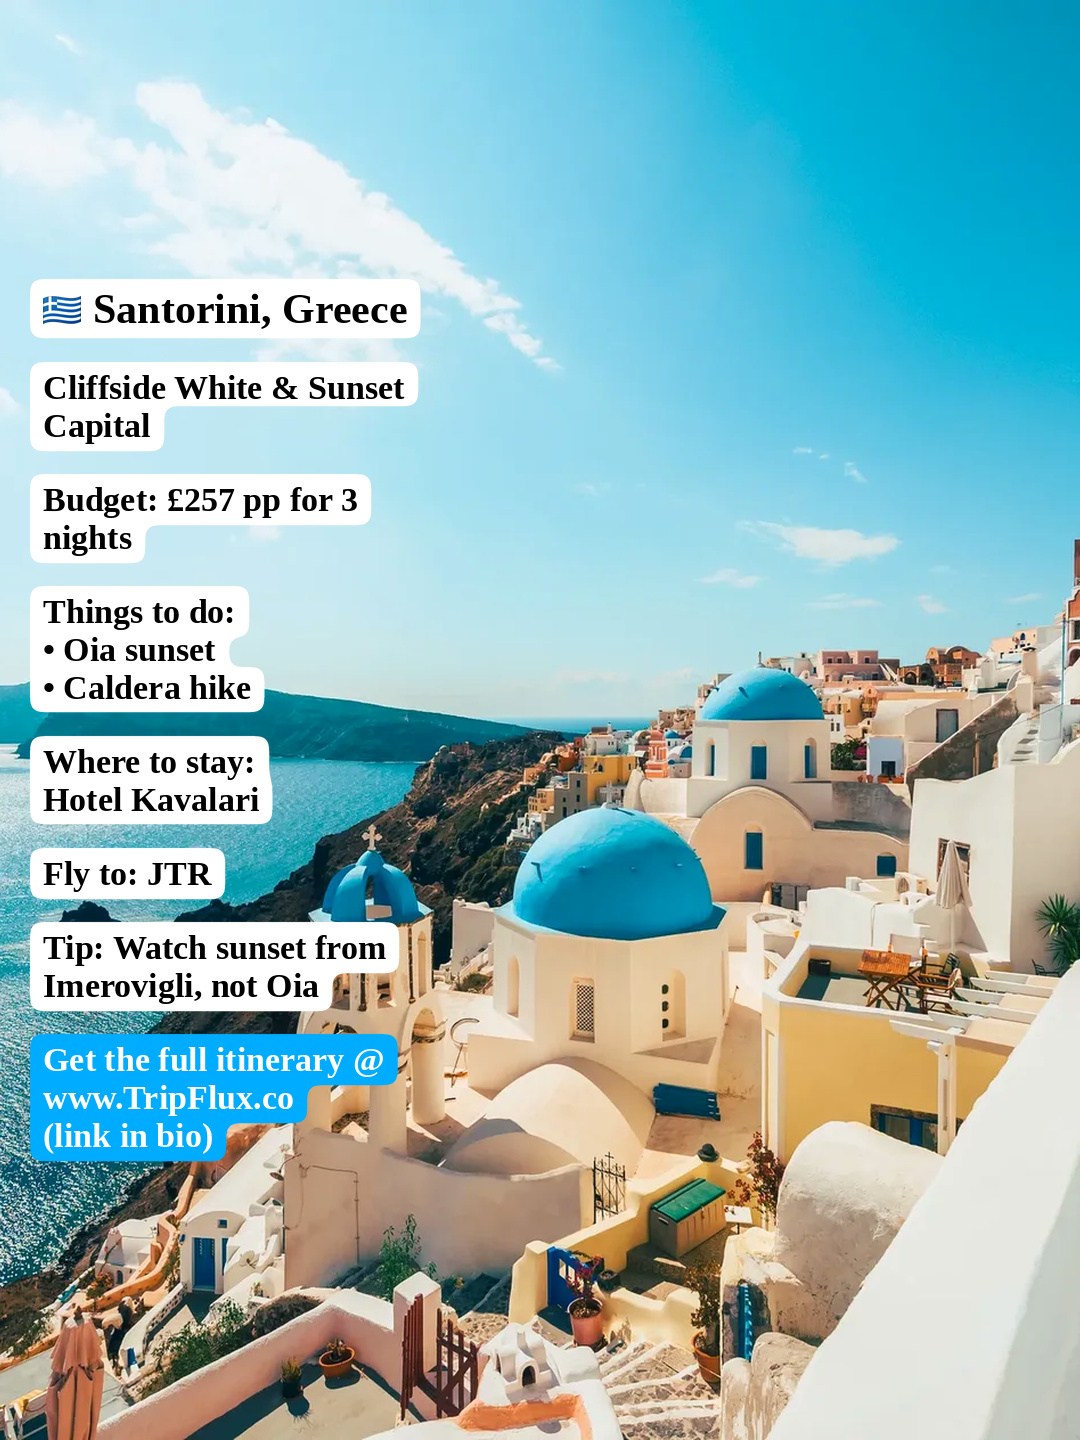 🇬🇷 Santorini, Greece
Cliffside White & Sunset
Capital
Budget: £257 pp for 3
nights
Things to do:
• Oia sunset
• Caldera hike
Where to stay:
Hotel Kavalari
Fly to: JTR
Tip: Watch sunset from
Imerovigli, not Oia
Get the full itinerary @
www.TripFlux.co
(link in bio)